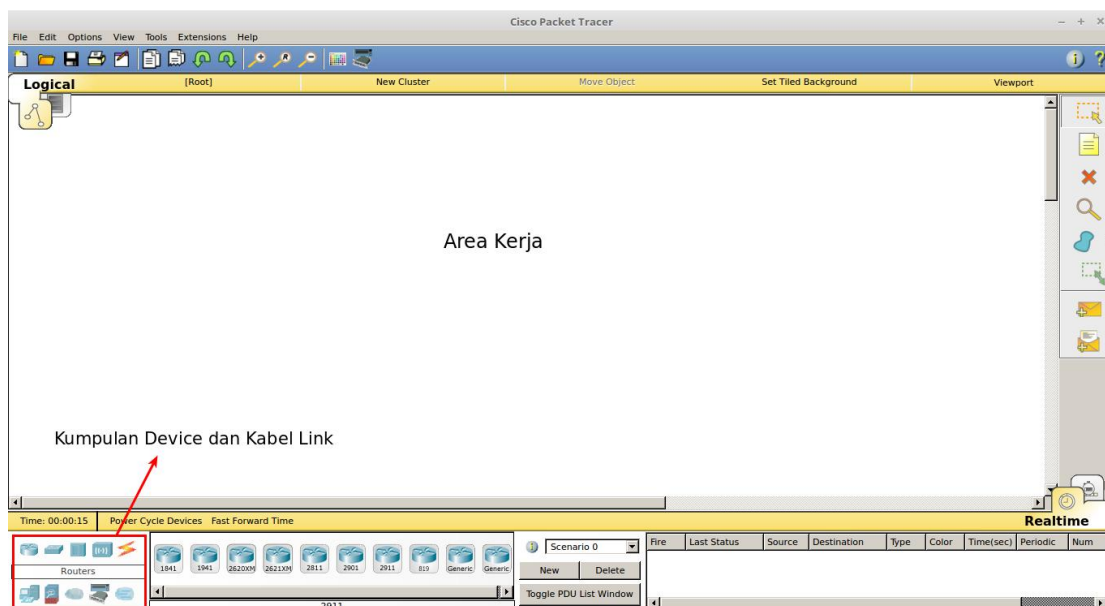 Cisco Packet Tracer
File Edit Options View Tools Extensions Help
Logical [Root] New Cluster Move Object Set Tiled Background Viewport
Area Kerja
Kumpulan Device dan Kabel Link
Time: 00:00:15 Power Cycle Devices Fast Forward Time Realtime
Routers
1841 1941 2620XM 2621XM 2811 2901 2911 819 Generic Generic
2911
Scenario 0
New Delete
Toggle PDU List Window
Fire Last Status Source Destination Type Color Time(sec) Periodic Num